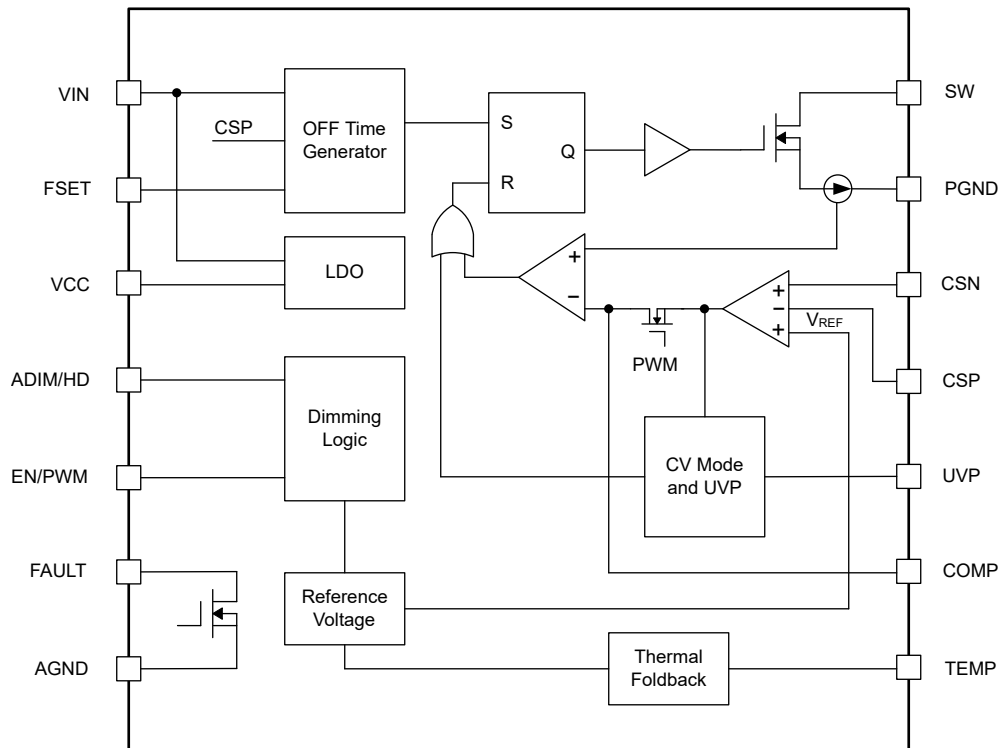 VIN
FSET
VCC
ADIM/HD
EN/PWM
FAULT
AGND
CSP
OFF Time
Generator
LDO
Dimming
Logic
Reference
Voltage
S
R
Q
+
−
PWM
+
−
+
VREF
CV Mode
and UVP
Thermal
Foldback
SW
PGND
CSN
CSP
UVP
COMP
TEMP